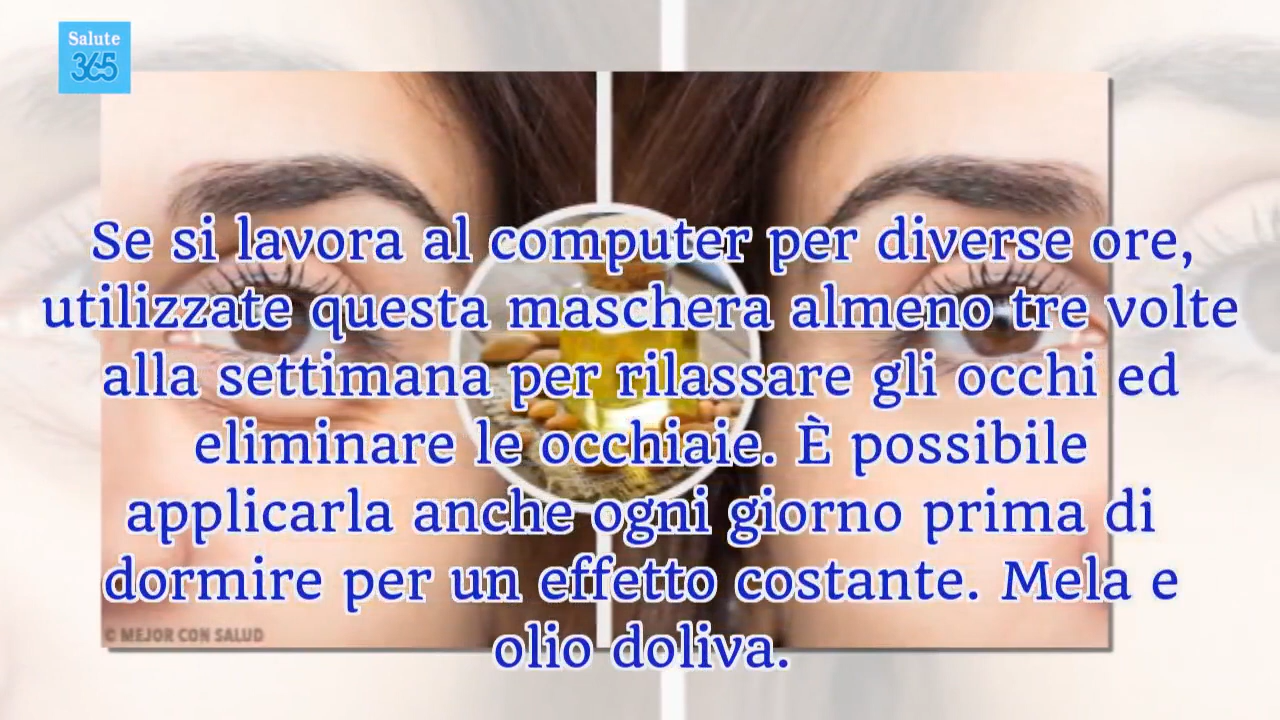 Salute
365
Se si lavora al computer per diverse ore,
utilizzate questa maschera almeno tre volte
alla settimana per rilassare gli occhi ed
eliminare le occhiaie. È possibile
applicarla anche ogni giorno prima di
dormire per un effetto costante. Mela e
olio doliva.
© MEJOR CON SALUD